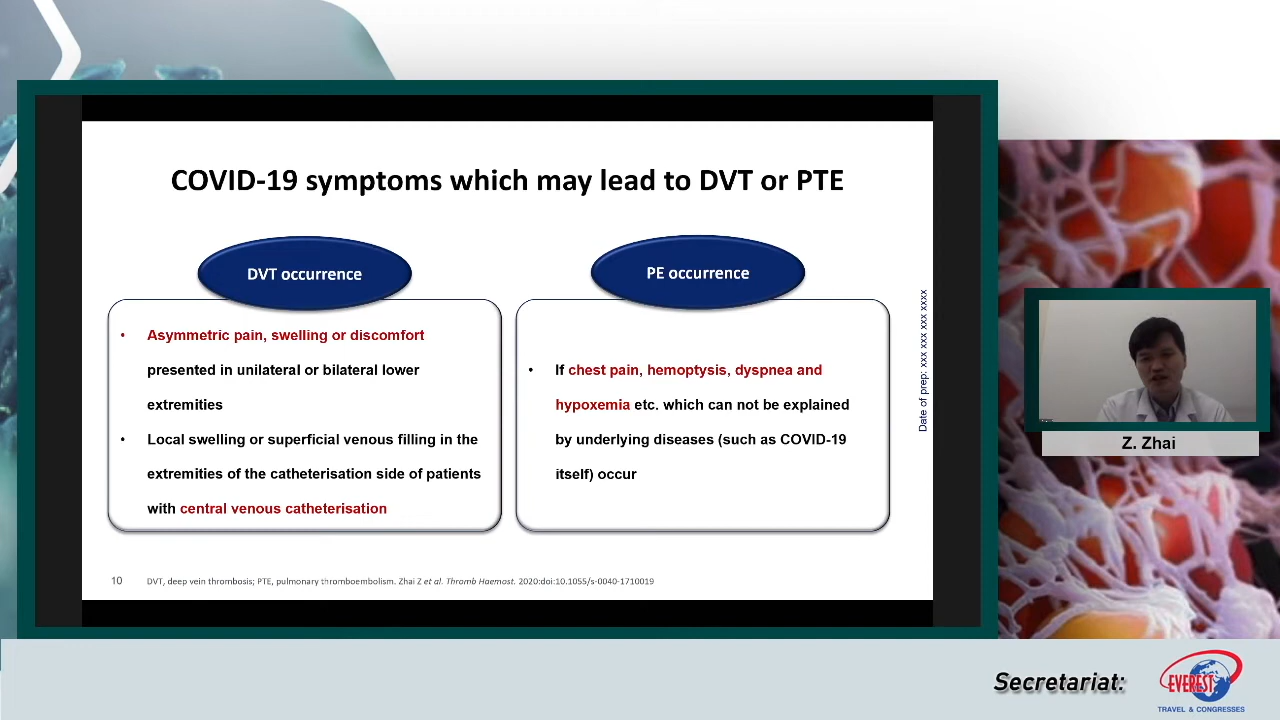 COVID-19 symptoms which may lead to DVT or PTE
DVT occurrence
• Asymmetric pain, swelling or discomfort
presented in unilateral or bilateral lower
extremities
• Local swelling or superficial venous filling in the
extremities of the catheterisation side of patients
with central venous catheterisation
PE occurrence
• If chest pain, hemoptysis, dyspnea and
hypoxemia etc. which can not be explained
by underlying diseases (such as COVID-19
itself) occur
Date of prep: xxx xxx xxx xxxx
10 DVT, deep vein thrombosis; PTE, pulmonary thromboembolism. Zhai Z et al. Thromb Haemost. 2020:doi:10.1055/s-0040-1710019
Z. Zhai
Secretariat:
EVEREST
TRAVEL & CONGRESSES